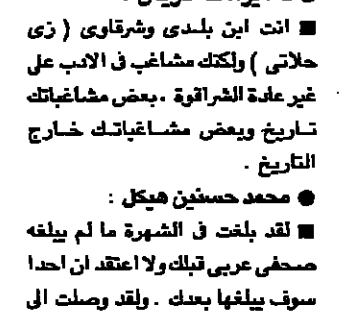 ■ انت ابن بلدى وشرقاوى ( زى
حلاتى ) ولكنك مشاغب فى الادب على
غير عادة الشراقوة . بعض مشاغباتك
تاريخ وبعض مشاغباتك خارج
التاريخ .
● محمد حسنين هيكل :
■ لقد بلغت فى الشهرة ما لم يبلغه
صحفى عربى قبلك ولا اعتقد ان احدا
سوف يبلغها بعدك . ولقد وصلت الى